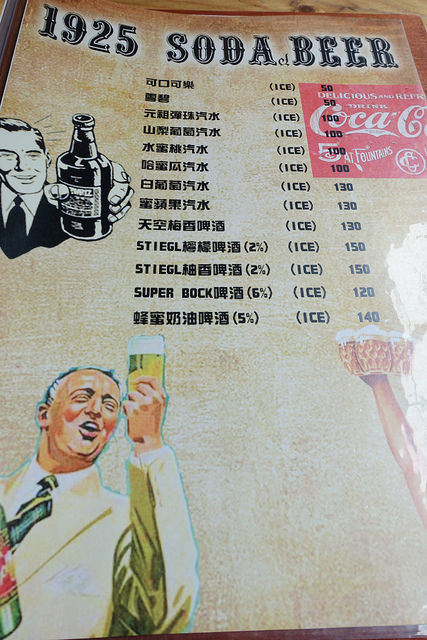 1925 SODA & BEER
可口可樂 (ICE) 50
雪碧 (ICE) 50
元祖彈珠汽水 (ICE) 100
山梨葡萄汽水 (ICE) 100
水蜜桃汽水 (ICE) 100
哈蜜瓜汽水 (ICE) 100
白葡萄汽水 (ICE) 130
蜜蘋果汽水 (ICE) 130
天空梅香啤酒 (ICE) 130
STIEGL檸檬啤酒 (2%) (ICE) 150
STIEGL柚香啤酒 (2%) (ICE) 150
SUPER BOCK啤酒 (6%) (ICE) 120
蜂蜜奶油啤酒 (5%) (ICE) 140
DELICIOUS AND REFR
DRINK
Coca-C
5 AT FOUNTAINS